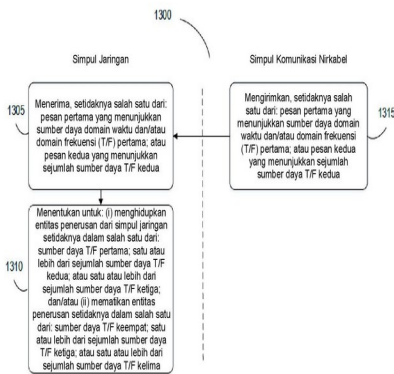 1300
Simpul Jaringan
Simpul Komunikasi Nirkabel
1305
Menerima, setidaknya salah satu dari:
pesan pertama yang menunjukkan
sumber daya domain waktu dan/atau
domain frekuensi (T/F) pertama; atau
pesan kedua yang menunjukkan
sejumlah sumber daya T/F kedua
Mengirimkan, setidaknya salah
satu dari: pesan pertama yang
menunjukkan sumber daya domain
waktu dan/atau domain frekuensi
(T/F) pertama; atau pesan kedua
yang menunjukkan sejumlah
sumber daya T/F kedua
1315
Menentukan untuk: (i) menghidupkan
entitas penerusan dari simpul jaringan
setidaknya dalam salah satu dari:
sumber daya T/F pertama; satu atau
lebih dari sejumlah sumber daya T/F
kedua; atau satu atau lebih dari
sejumlah sumber daya T/F ketiga;
dan/atau (ii) mematikan entitas
penerusan setidaknya dalam salah satu
dari: sumber daya T/F keempat; satu
atau lebih dari sejumlah sumber daya
T/F ketiga; atau satu atau lebih dari
sejumlah sumber daya T/F kelima
1310